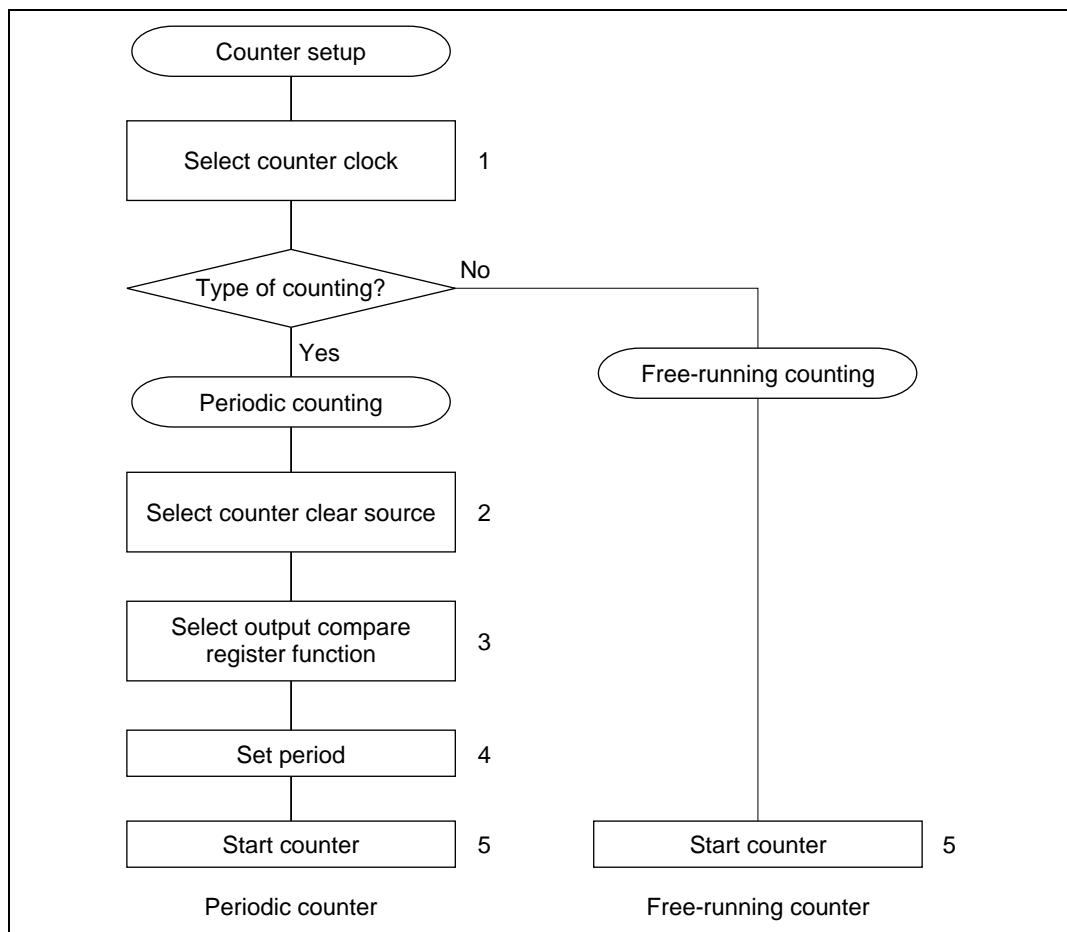 Counter setup
Select counter clock
1
Type of counting?
No
Yes
Periodic counting
Free-running counting
Select counter clear source
2
Select output compare
register function
3
Set period
4
Start counter
5
Start counter
5
Periodic counter
Free-running counter